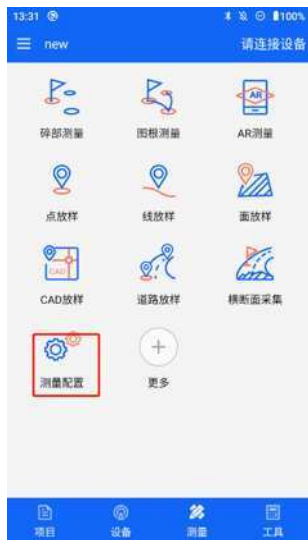 13:31 100%
new 请连接设备
碎部测量 图根测量 AR测量
AR
点放样 线放样 面放样
CAD
CAD放样 道路放样 横断面采集
测量配置 更多
项目 设备 测量 工具